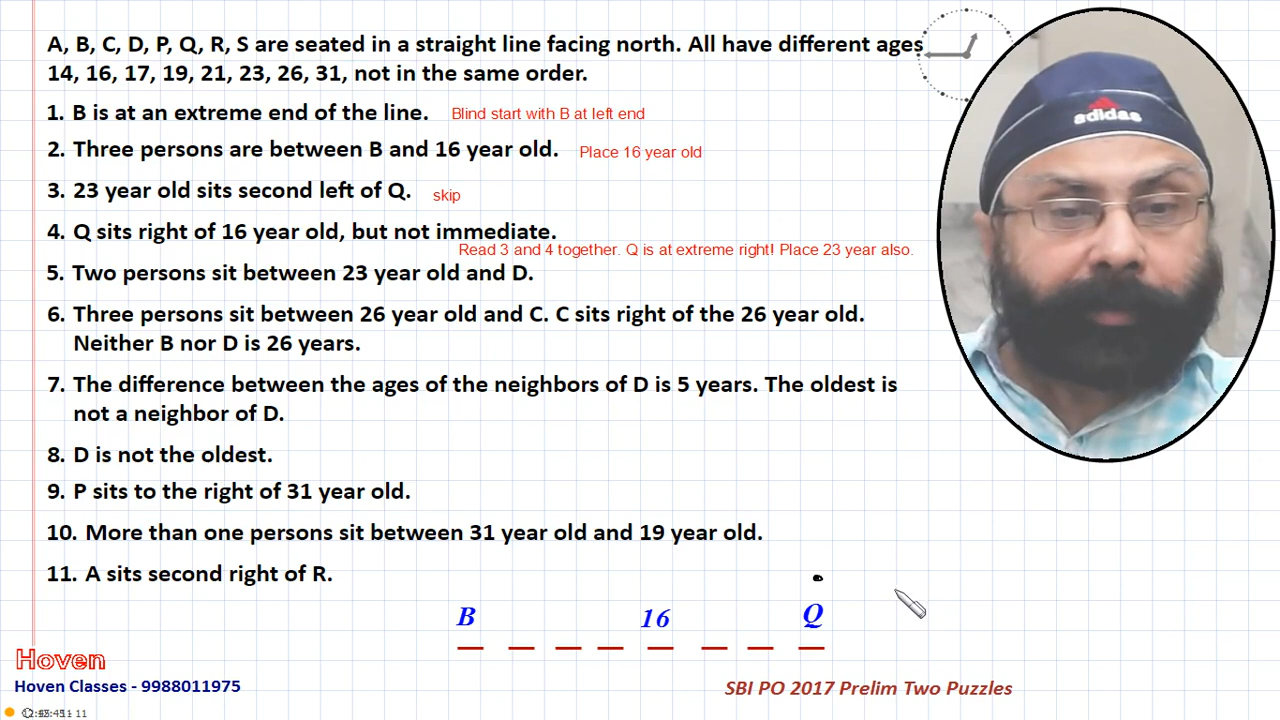 A, B, C, D, P, Q, R, S are seated in a straight line facing north. All have different ages
14, 16, 17, 19, 21, 23, 26, 31, not in the same order.
1. B is at an extreme end of the line. Blind start with B at left end
2. Three persons are between B and 16 year old. Place 16 year old
3. 23 year old sits second left of Q. skip
4. Q sits right of 16 year old, but not immediate.
Read 3 and 4 together. Q is at extreme right! Place 23 year also.
5. Two persons sit between 23 year old and D.
6. Three persons sit between 26 year old and C. C sits right of the 26 year old.
Neither B nor D is 26 years.
7. The difference between the ages of the neighbors of D is 5 years. The oldest is
not a neighbor of D.
8. D is not the oldest.
9. P sits to the right of 31 year old.
10. More than one persons sit between 31 year old and 19 year old.
11. A sits second right of R.
B 16 Q
Hoven
Hoven Classes - 9988011975
SBI PO 2017 Prelim Two Puzzles
adidas